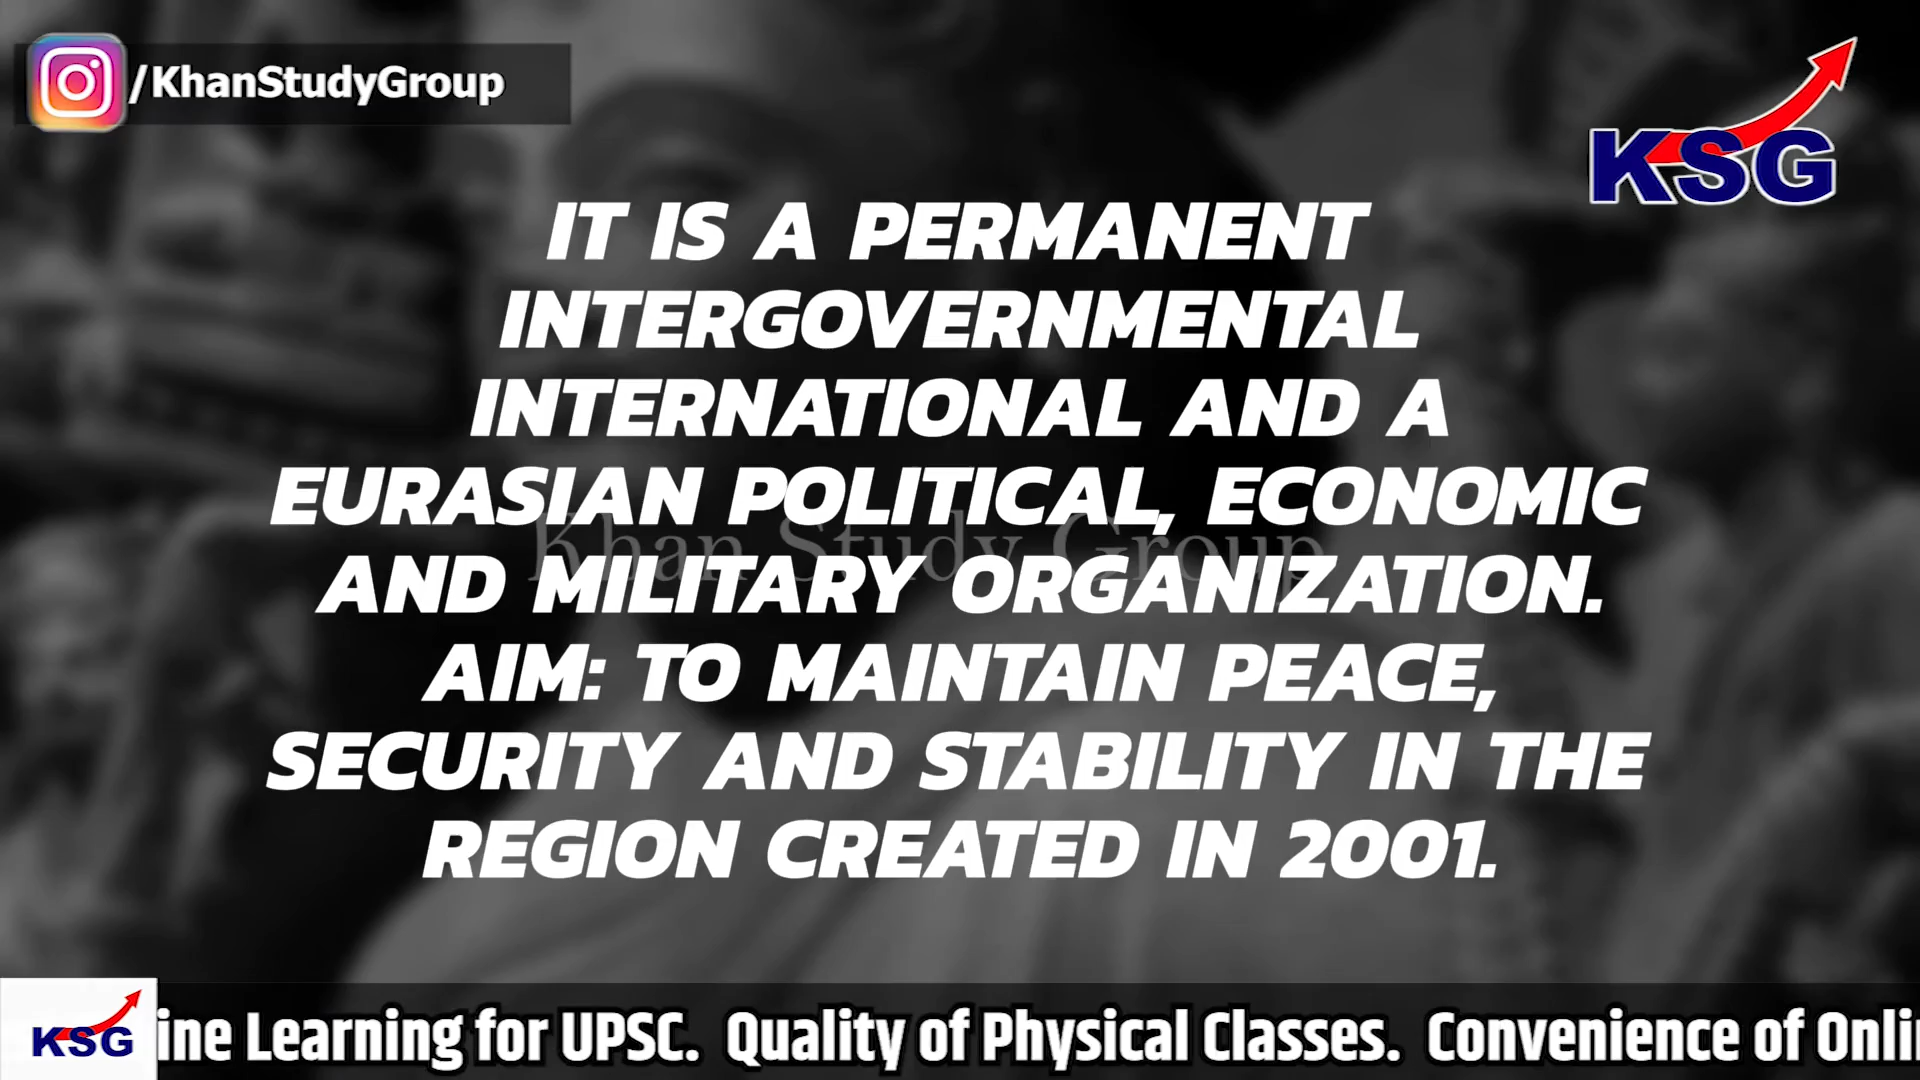 /KhanStudyGroup
KSG
IT IS A PERMANENT
INTERGOVERNMENTAL
INTERNATIONAL AND A
EURASIAN POLITICAL, ECONOMIC
Khan Study Group
AND MILITARY ORGANIZATION.
AIM: TO MAINTAIN PEACE,
SECURITY AND STABILITY IN THE
REGION CREATED IN 2001.
KSG
ine Learning for UPSC. Quality of Physical Classes. Convenience of Onli